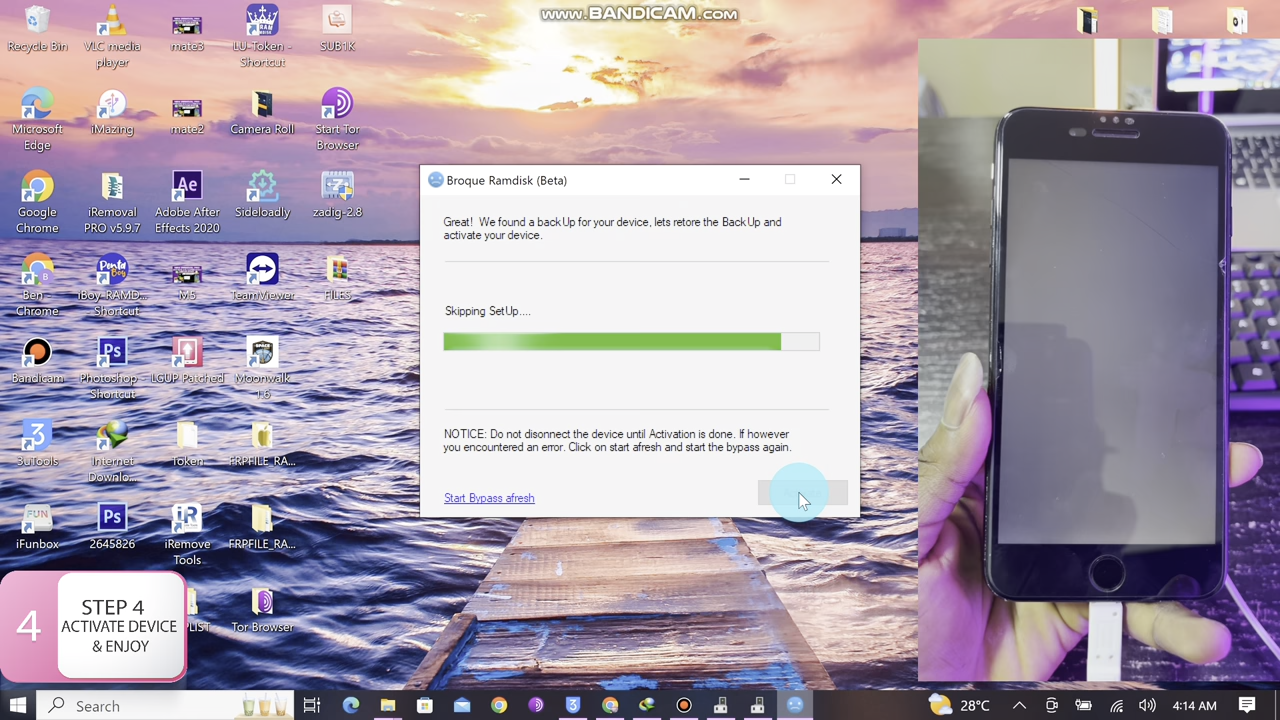 www.BANDICAM.com
Recycle Bin
VLC media
player
mate3
LU-Token -
Shortcut
SUB1K
Microsoft
Edge
iMazing
mate2
Camera Roll
Start Tor
Browser
Google
Chrome
iRemoval
PRO v5.9.7
Adobe After
Effects 2020
Sideloadly
zadig-2.8
Ben -
Chrome
iBoy_RAMD...
- Shortcut
M5
TeamViewer
FILES
Bandicam
Photoshop -
Shortcut
LGUP Patched
Moonwalk
1.6
3uTools
Internet
Downlo...
Token
FRPFILE_RA...
iFunbox
2645826
iRemove
Tools
FRPFILE_RA...
Tor Browser
Broque Ramdisk (Beta)
Great! We found a backUp for your device, lets retore the BackUp and
activate your device.
Skipping SetUp....
NOTICE: Do not disonnect the device until Activation is done. If however
you encountered an error. Click on start afresh and start the bypass again.
Start Bypass afresh
4
STEP 4
ACTIVATE DEVICE
& ENJOY
Search
28°C
4:14 AM